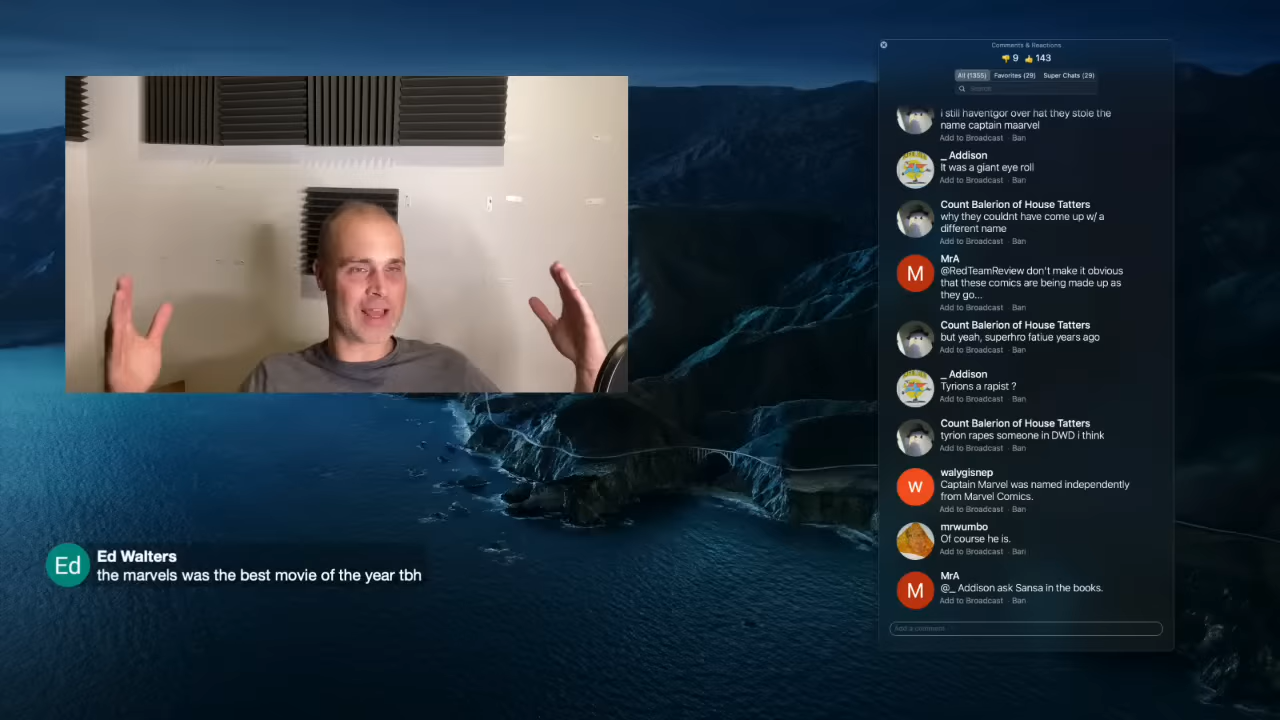 Comments & Reactions
👎 9 👍 143
All (1355) Favorites (29) Super Chats (29)
Search
i still haventgor over hat they stole the
name captain maarvel
Add to Broadcast · Ban
_ Addison
It was a giant eye roll
Add to Broadcast · Ban
Count Balerion of House Tatters
why they couldnt have come up w/ a
different name
Add to Broadcast · Ban
M
MrA
@RedTeamReview don't make it obvious
that these comics are being made up as
they go...
Add to Broadcast · Ban
Count Balerion of House Tatters
but yeah, superhro fatiue years ago
Add to Broadcast · Ban
_ Addison
Tyrions a rapist ?
Add to Broadcast · Ban
Count Balerion of House Tatters
tyrion rapes someone in DWD i think
Add to Broadcast · Ban
W
walygisnep
Captain Marvel was named independently
from Marvel Comics.
Add to Broadcast · Ban
mrwumbo
Of course he is.
Add to Broadcast · Ban
M
MrA
@_ Addison ask Sansa in the books.
Add to Broadcast · Ban
Add a comment
Ed
Ed Walters
the marvels was the best movie of the year tbh